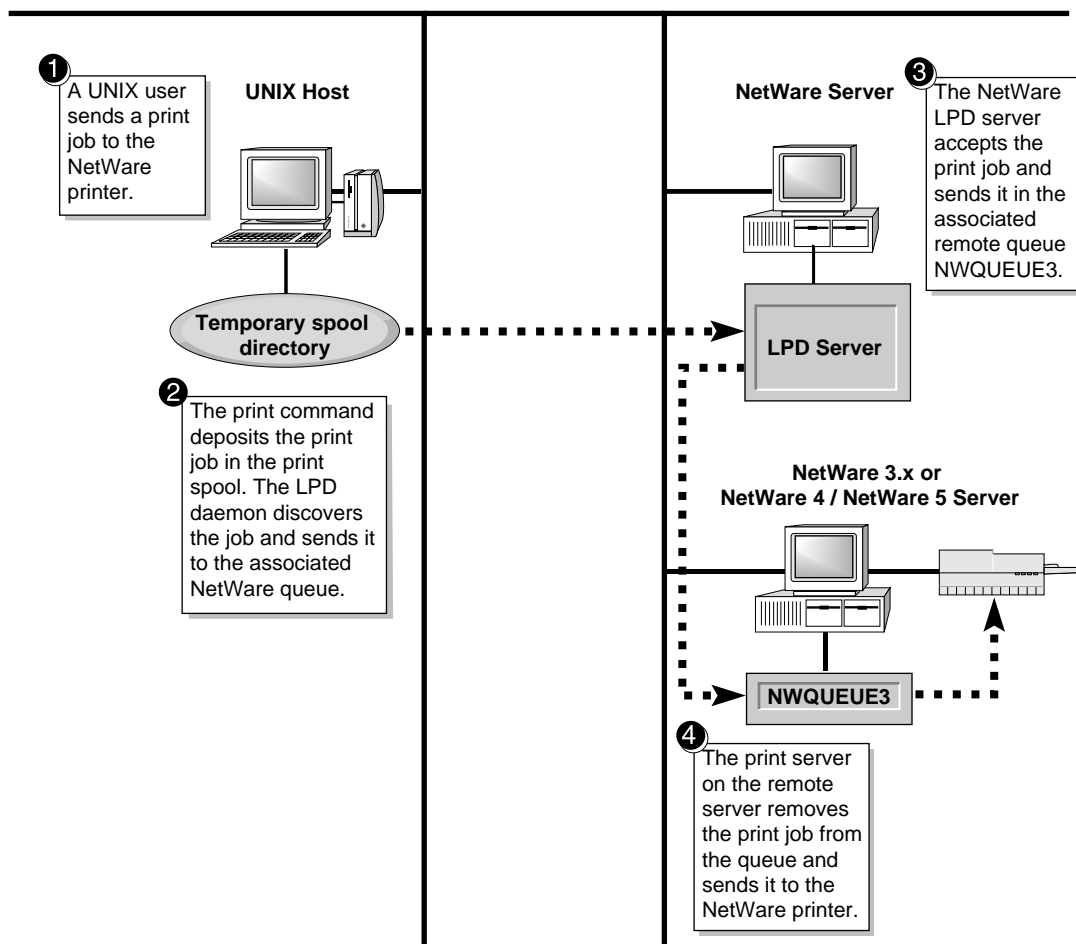 1
A UNIX user
sends a print
job to the
NetWare
printer.
UNIX Host
Temporary spool
directory
2
The print command
deposits the print
job in the print
spool. The LPD
daemon discovers
the job and sends it
to the associated
NetWare queue.
NetWare Server
LPD Server
3
The NetWare
LPD server
accepts the
print job and
sends it in the
associated
remote queue
NWQUEUE3.
NetWare 3.x or
NetWare 4 / NetWare 5 Server
NWQUEUE3
4
The print server
on the remote
server removes
the print job from
the queue and
sends it to the
NetWare printer.